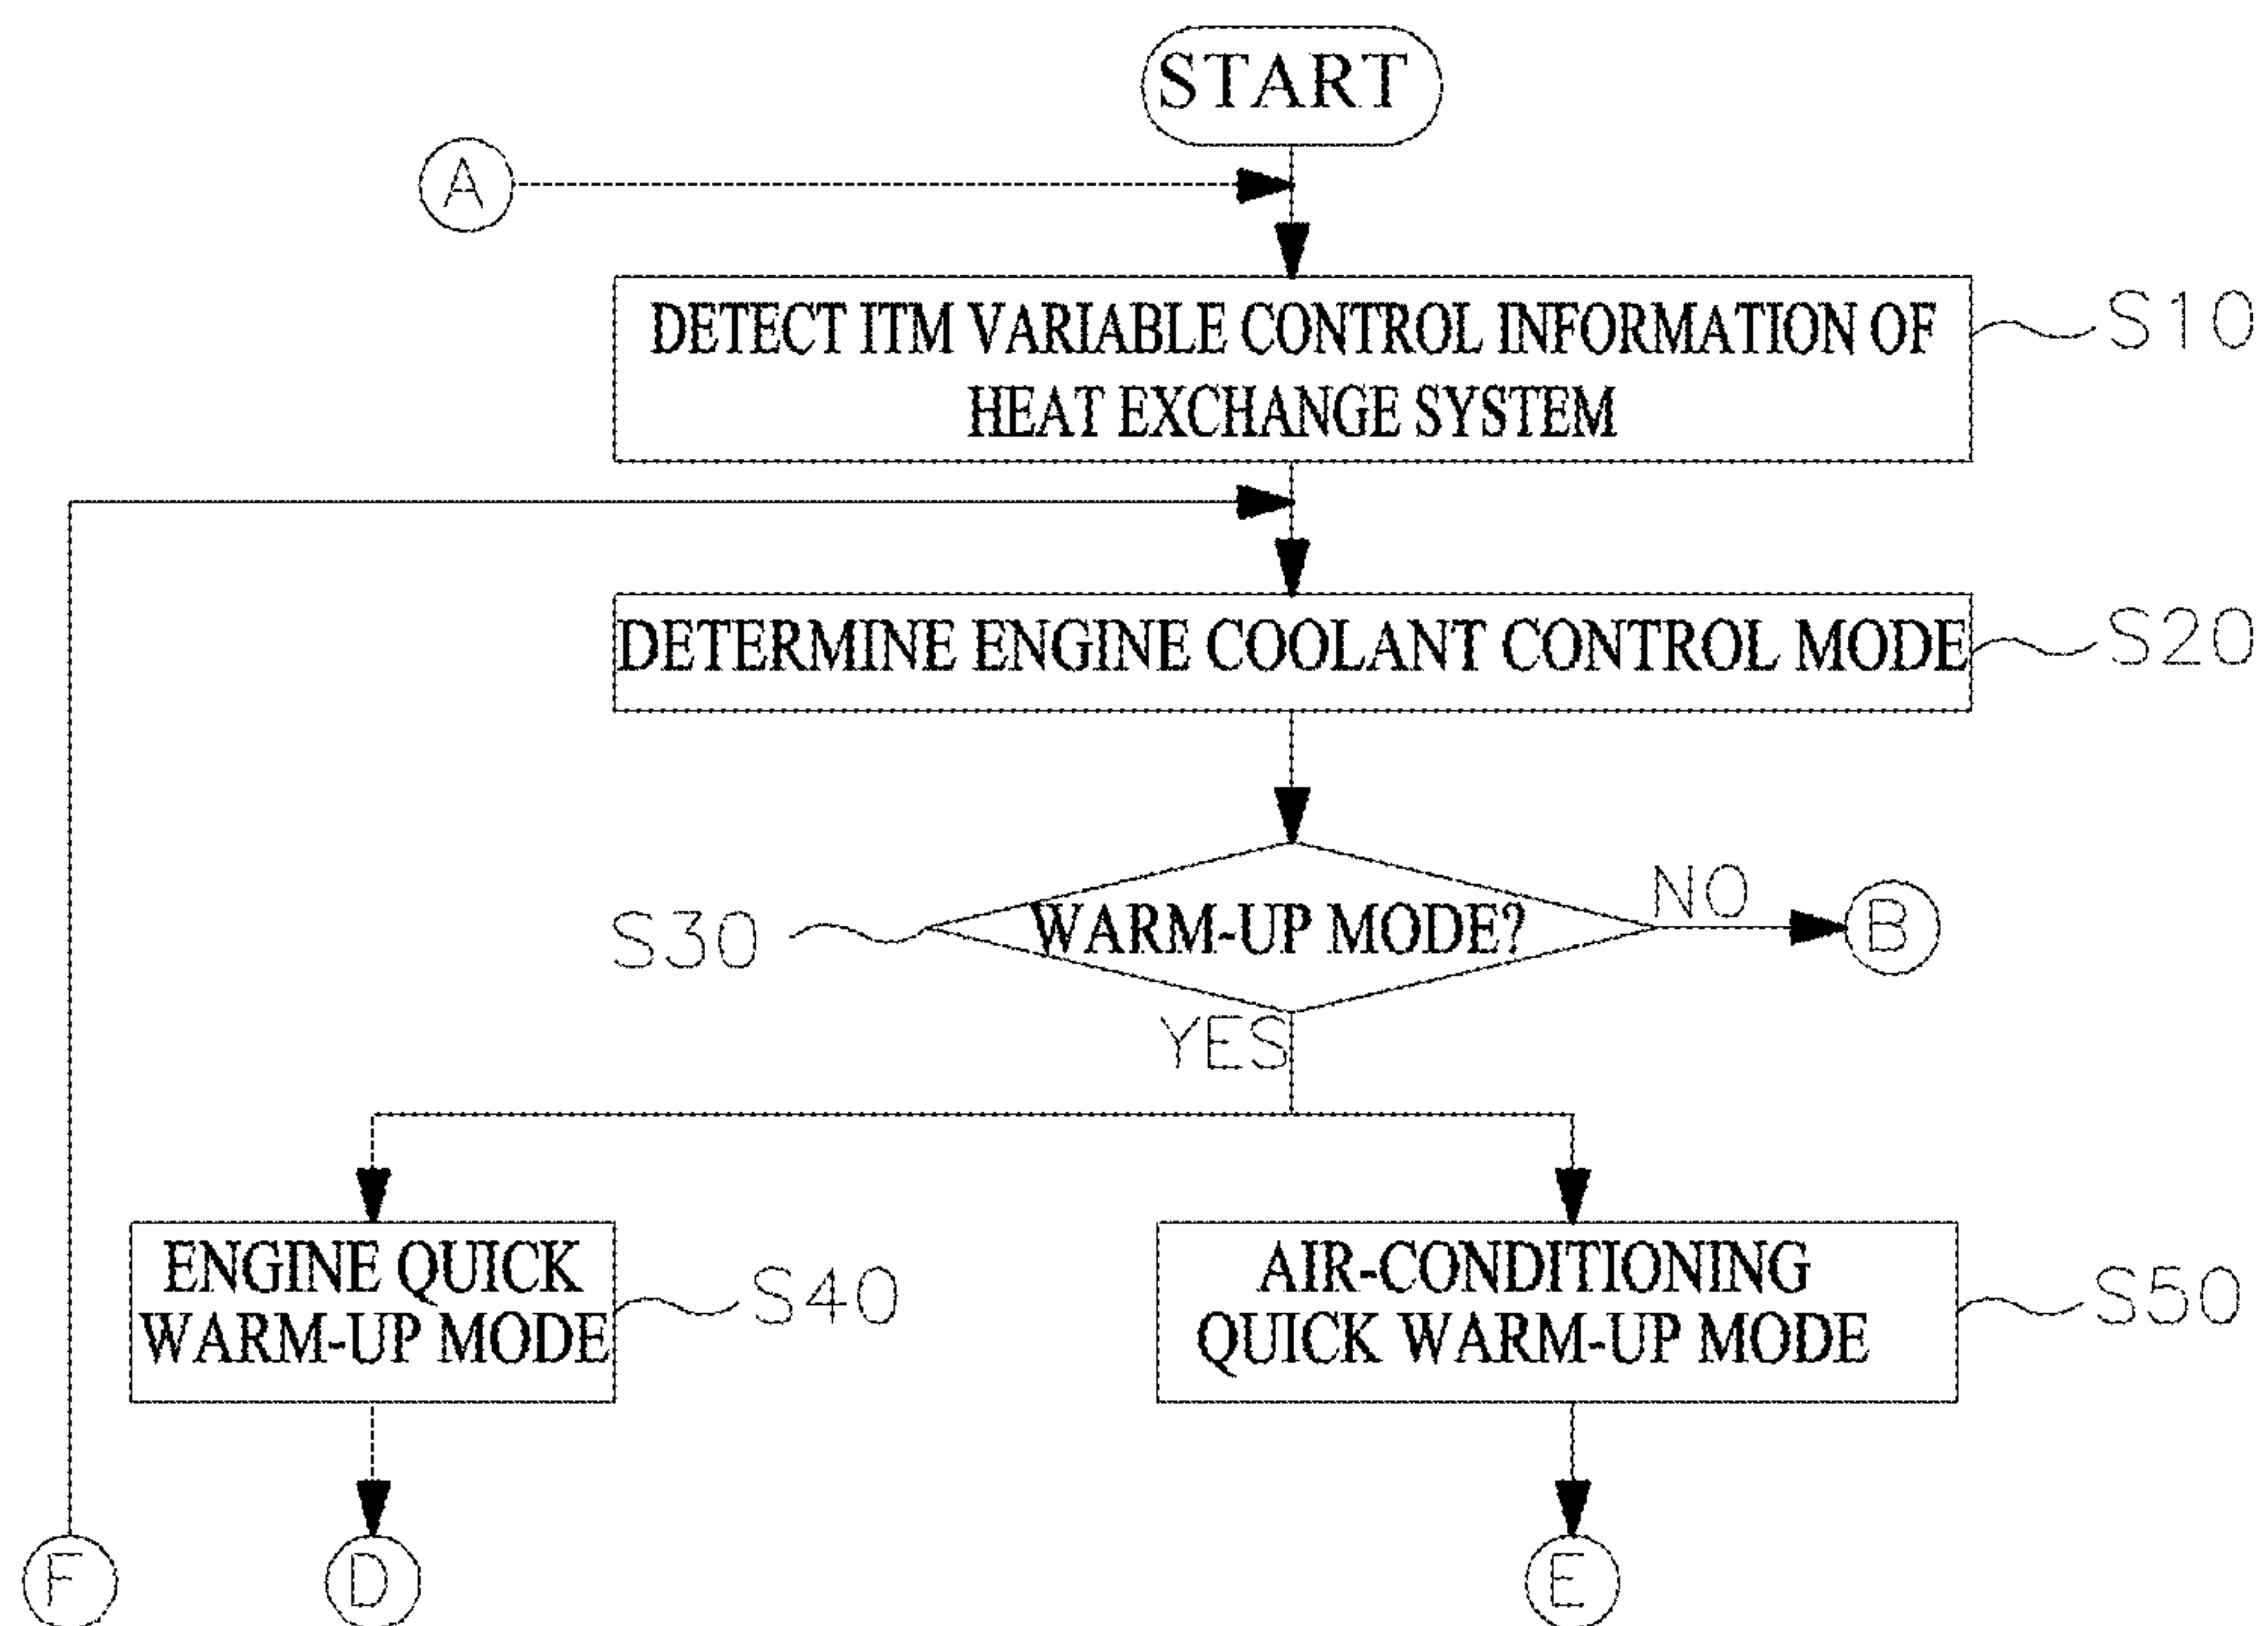 START
A
DETECT ITM VARIABLE CONTROL INFORMATION OF
HEAT EXCHANGE SYSTEM
S10
DETERMINE ENGINE COOLANT CONTROL MODE
S20
S30
WARM-UP MODE?
NO
B
YES
ENGINE QUICK
WARM-UP MODE
S40
AIR-CONDITIONING
QUICK WARM-UP MODE
S50
F
D
E